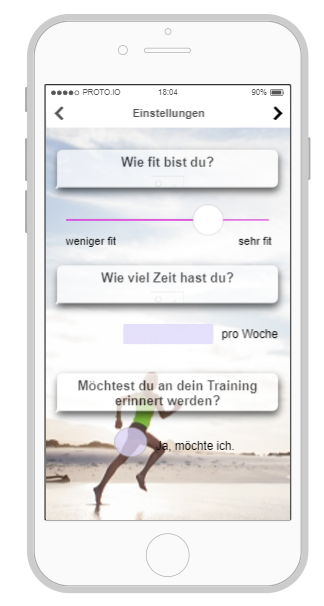 PROTO.IO 18:04 90%
Einstellungen
Wie fit bist du?
weniger fit sehr fit
Wie viel Zeit hast du?
pro Woche
Möchtest du an dein Training
erinnert werden?
Ja, möchte ich.